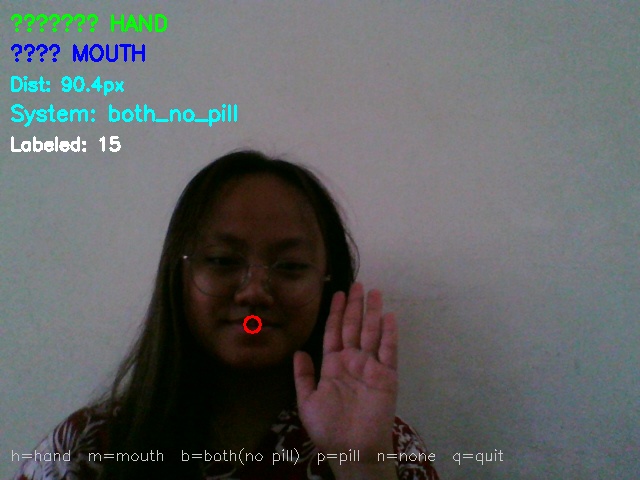 ??????? HAND
???? MOUTH
Dist: 90.4px
System: both_no_pill
Labeled: 15
h=hand m=mouth b=both(no pill) p=pill n=none q=quit